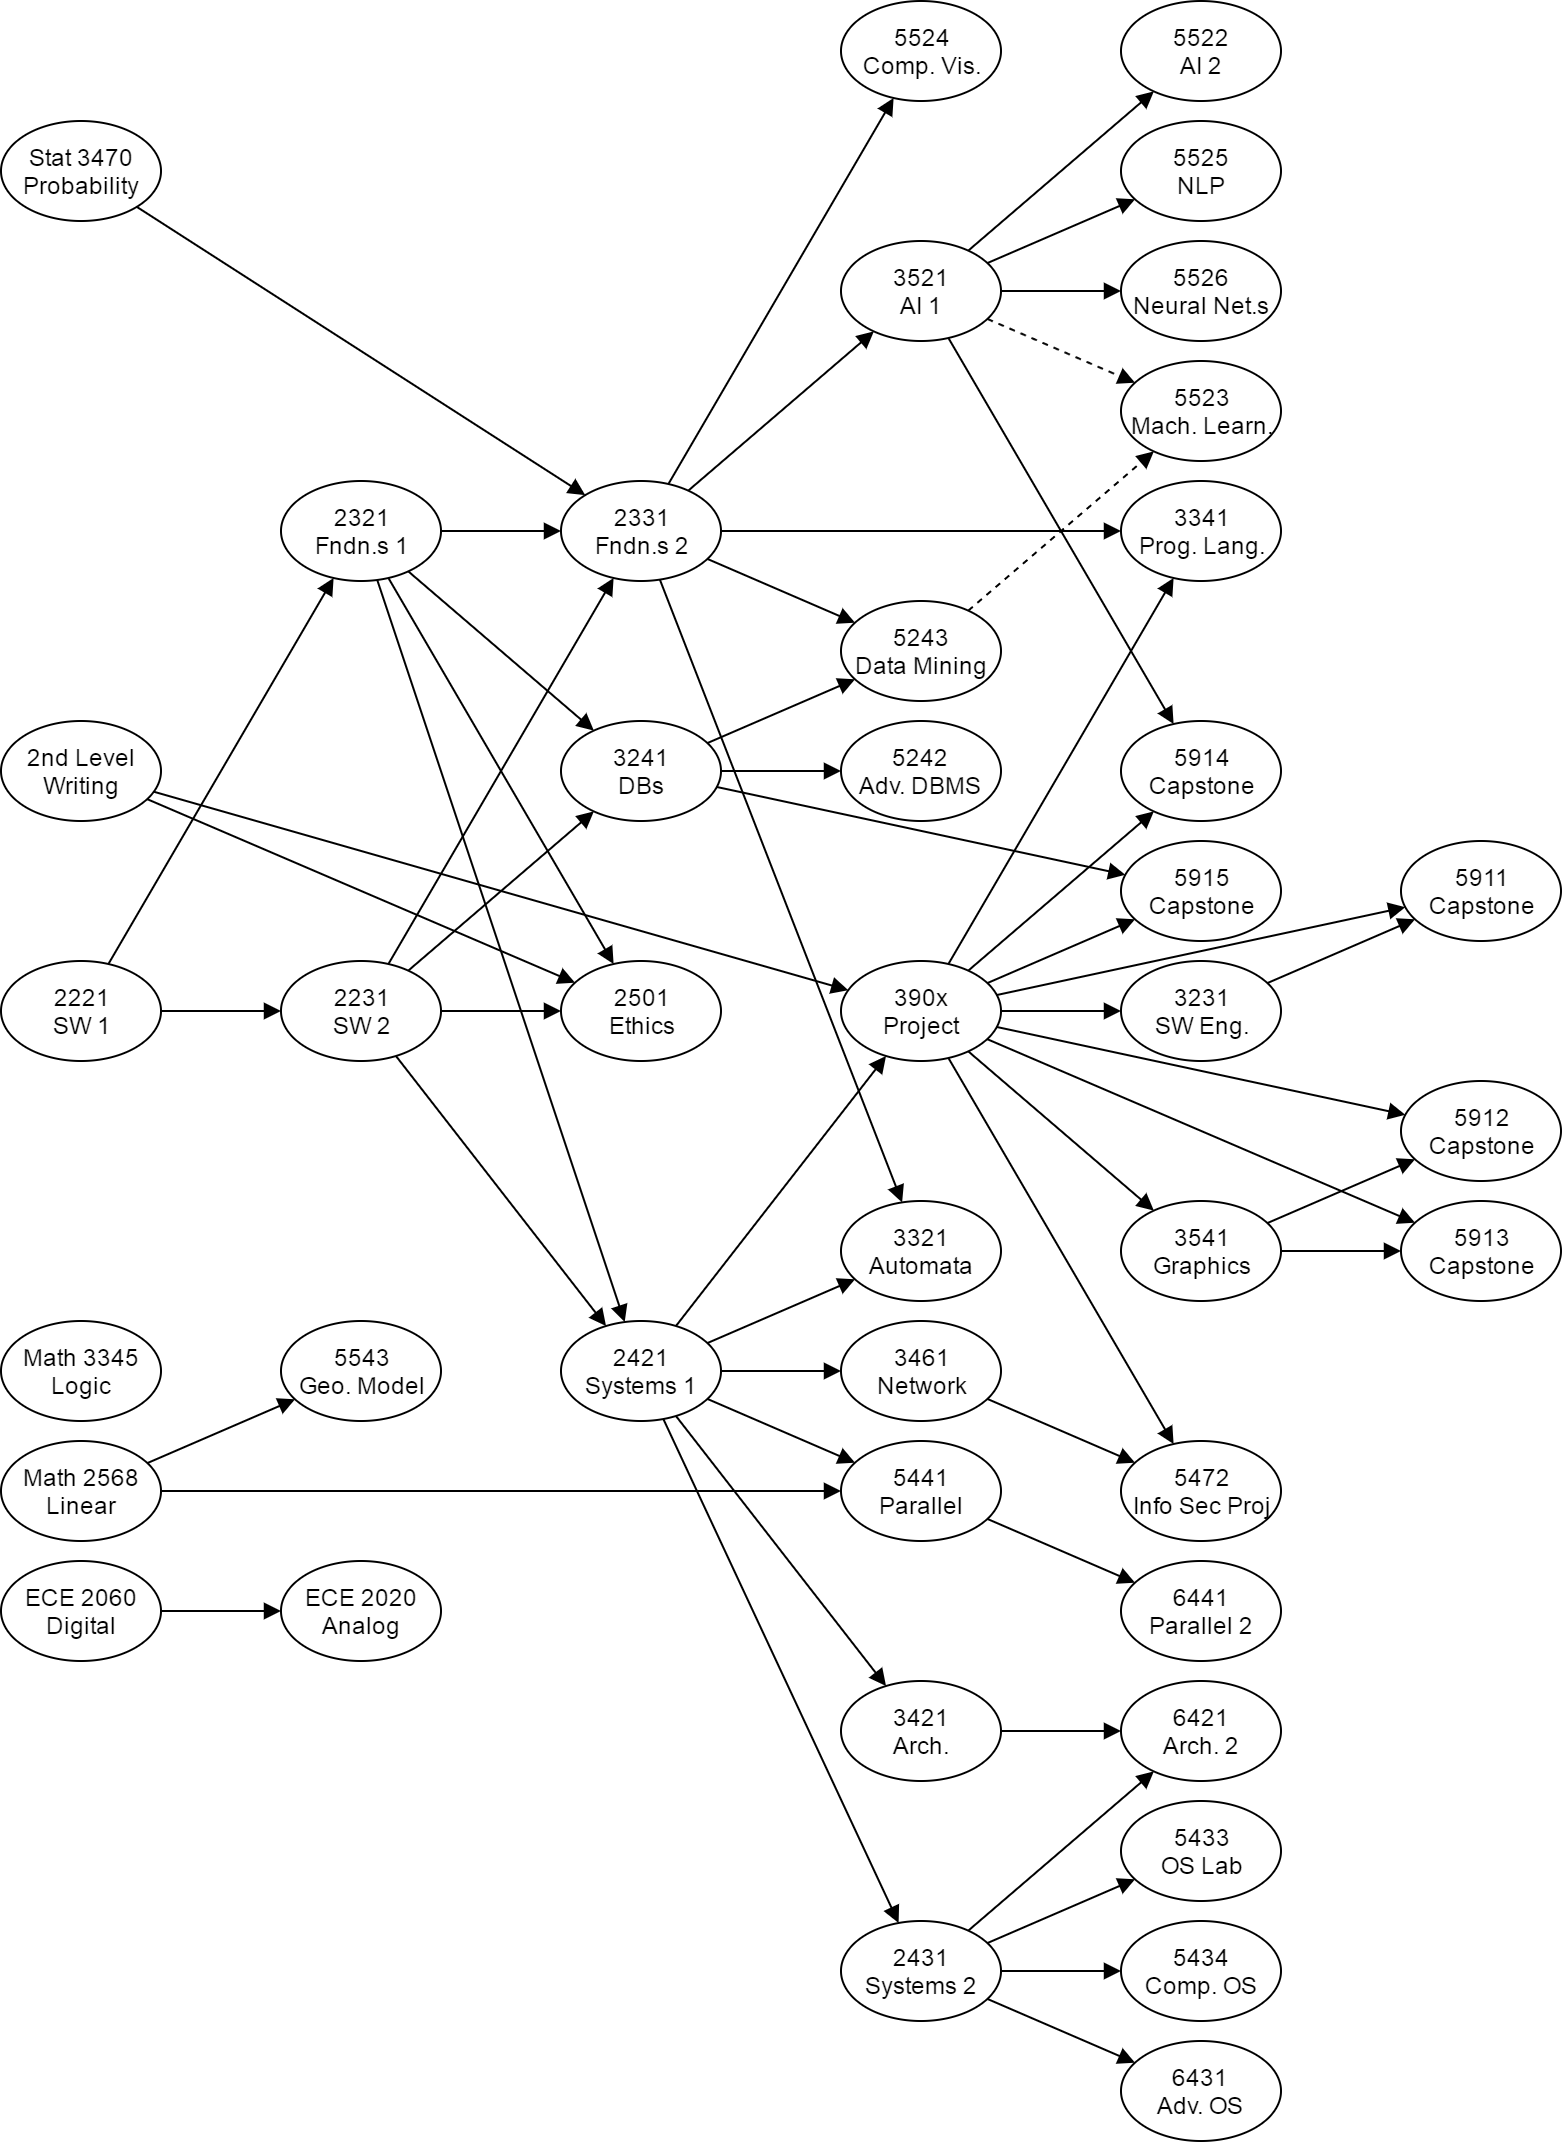 5524
Comp. Vis.
5522
AI 2
Stat 3470
Probability
5525
NLP
3521
AI 1
5526
Neural Net.s
5523
Mach. Learn.
2321
Fndn.s 1
2331
Fndn.s 2
3341
Prog. Lang.
5243
Data Mining
2nd Level
Writing
3241
DBs
5242
Adv. DBMS
5914
Capstone
5915
Capstone
5911
Capstone
2221
SW 1
2231
SW 2
2501
Ethics
390x
Project
3231
SW Eng.
5912
Capstone
3321
Automata
3541
Graphics
5913
Capstone
Math 3345
Logic
5543
Geo. Model
2421
Systems 1
3461
Network
Math 2568
Linear
5441
Parallel
5472
Info Sec Proj
ECE 2060
Digital
ECE 2020
Analog
6441
Parallel 2
3421
Arch.
6421
Arch. 2
5433
OS Lab
2431
Systems 2
5434
Comp. OS
6431
Adv. OS